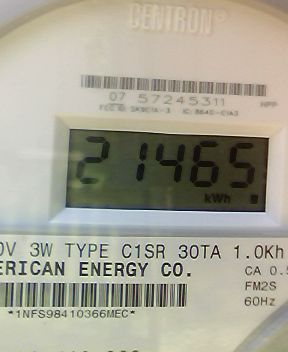 CENTRON®
07 57245311 HPP
21465
kWh
0V 3W TYPE C1SR 30TA 1.0Kh
ERICAN ENERGY CO.
CA 0.5
FM2S
60Hz
*1NFS98410366MEC*